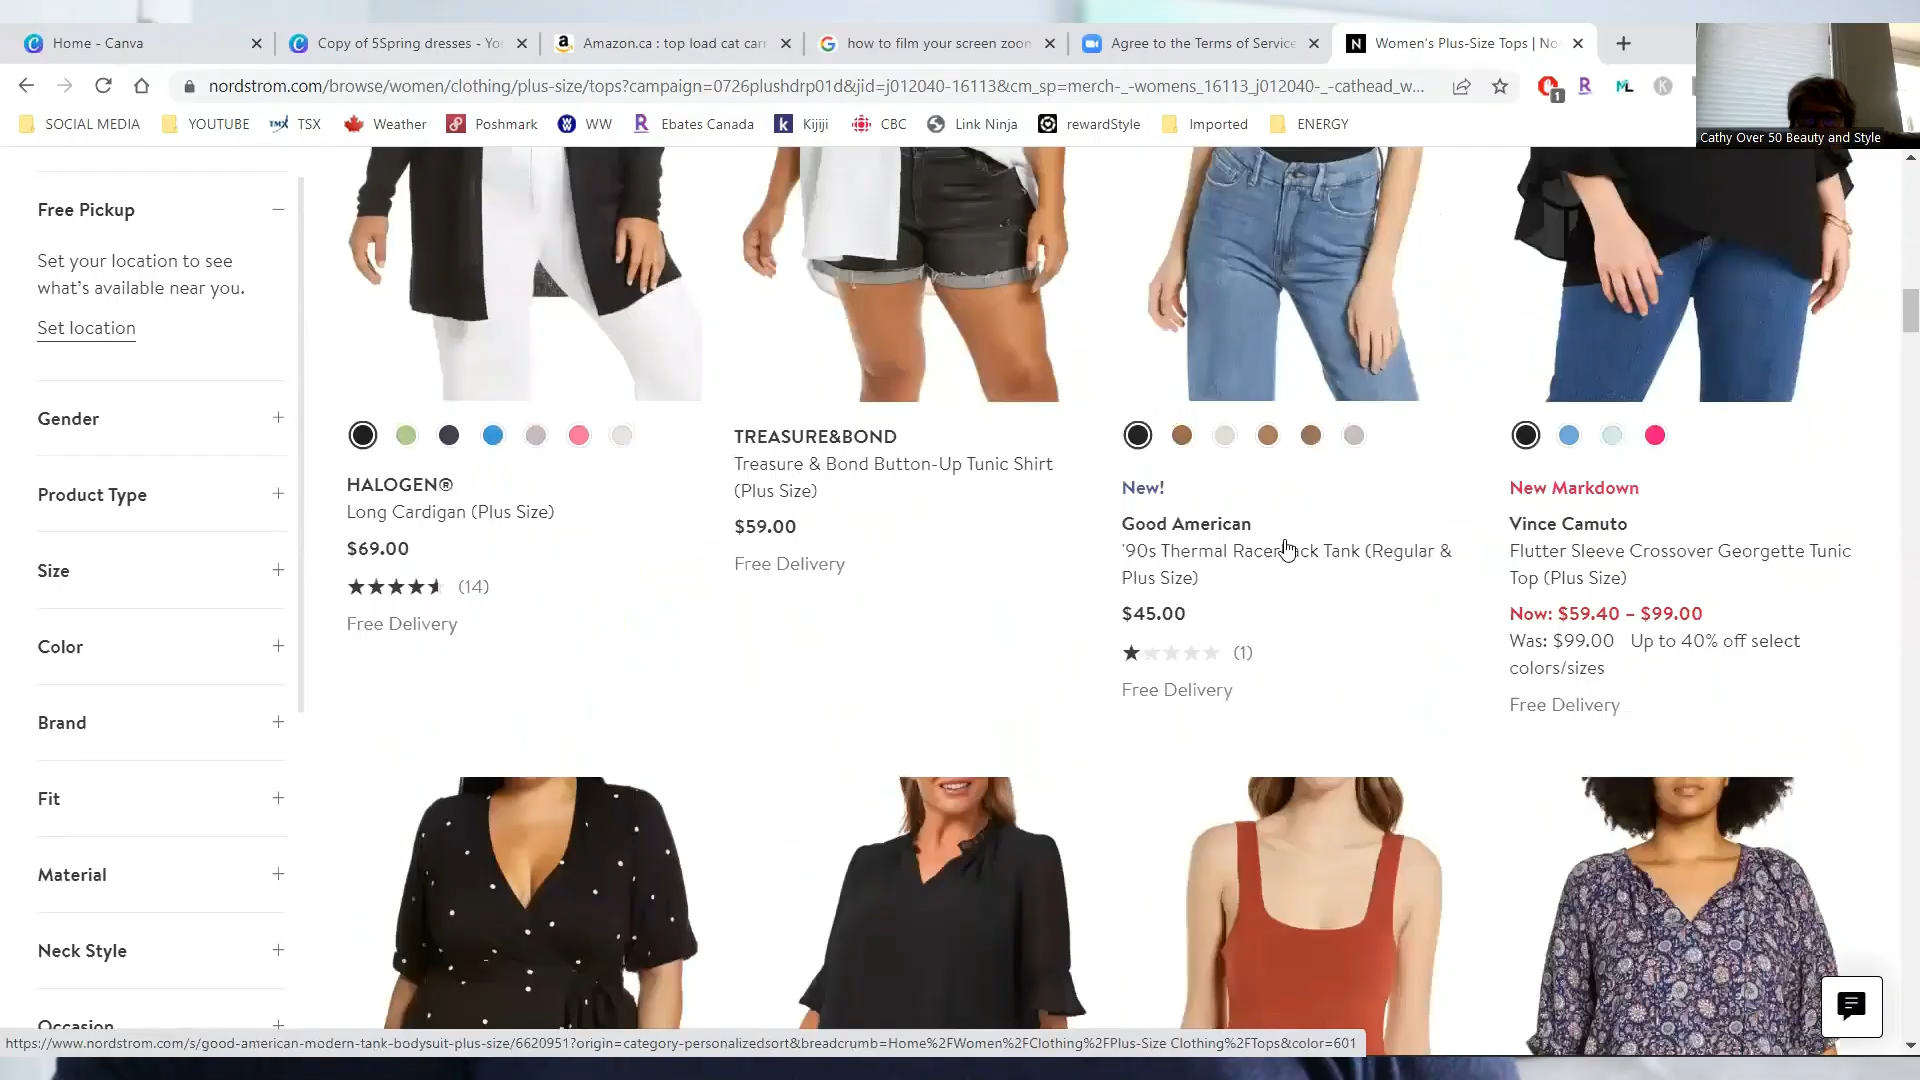 Home - Canva
Copy of 5Spring dresses - Yo
Amazon.ca : top load cat carr
how to film your screen zoom
Agree to the Terms of Service
Women's Plus-Size Tops | No
nordstrom.com/browse/women/clothing/plus-size/tops?campaign=0726plushdrp01d&jid=j012040-16113&cm_sp=merch-_-womens_16113_j012040-_-cathead_w...
1
R
ML
K
SOCIAL MEDIA
YOUTUBE
TMX TSX
Weather
Poshmark
WW
Ebates Canada
Kijiji
CBC
Link Ninja
rewardStyle
Imported
ENERGY
Cathy Over 50 Beauty and Style
Free Pickup
Set your location to see
what's available near you.
Set location
Gender
Product Type
Size
Color
Brand
Fit
Material
Neck Style
Occasion
HALOGEN®
Long Cardigan (Plus Size)
$69.00
(14)
Free Delivery
TREASURE&BOND
Treasure & Bond Button-Up Tunic Shirt
(Plus Size)
$59.00
Free Delivery
New!
Good American
'90s Thermal Racerback Tank (Regular &
Plus Size)
$45.00
(1)
Free Delivery
New Markdown
Vince Camuto
Flutter Sleeve Crossover Georgette Tunic
Top (Plus Size)
Now: $59.40 – $99.00
Was: $99.00 Up to 40% off select
colors/sizes
Free Delivery
https://www.nordstrom.com/s/good-american-modern-tank-bodysuit-plus-size/6620951?origin=category-personalizedsort&breadcrumb=Home%2FWomen%2FClothing%2FPlus-Size Clothing%2FTops&color=601